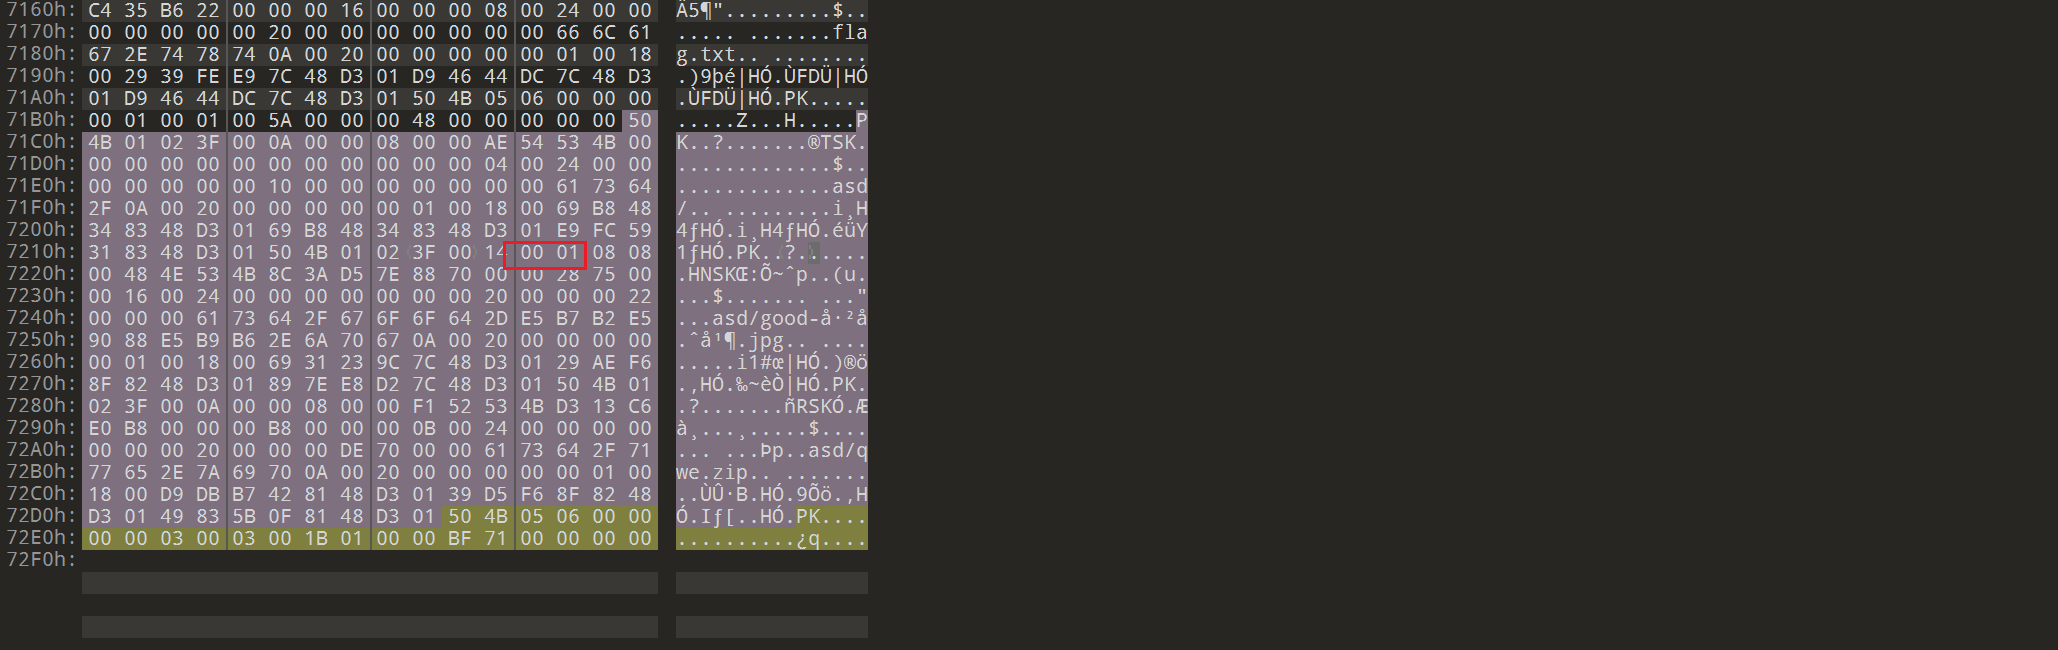 7160h: C4 35 B6 22 00 00 00 16 00 00 00 08 00 24 00 00 Ä5¶".........$..
7170h: 00 00 00 00 00 20 00 00 00 00 00 00 00 66 6C 61 ..... .......fla
7180h: 67 2E 74 78 74 0A 00 20 00 00 00 00 00 01 00 18 g.txt.. ........
7190h: 00 29 39 FE E9 7C 48 D3 01 D9 46 44 DC 7C 48 D3 .)9þé|HÓ.ÙFDÜ|HÓ
71A0h: 01 D9 46 44 DC 7C 48 D3 01 50 4B 05 06 00 00 00 .ÙFDÜ|HÓ.PK.....
71B0h: 00 01 00 01 00 5A 00 00 00 48 00 00 00 00 00 50 .....Z...H.....P
71C0h: 4B 01 02 3F 00 0A 00 00 08 00 00 AE 54 53 4B 00 K..?.......®TSK.
71D0h: 00 00 00 00 00 00 00 00 00 00 00 04 00 24 00 00 .............$..
71E0h: 00 00 00 00 00 10 00 00 00 00 00 00 00 61 73 64 .............asd
71F0h: 2F 0A 00 20 00 00 00 00 00 01 00 18 00 69 B8 48 /.. .........i¸H
7200h: 34 83 48 D3 01 69 B8 48 34 83 48 D3 01 E9 FC 59 4ƒHÓ.i¸H4ƒHÓ.éüY
7210h: 31 83 48 D3 01 50 4B 01 02 3F 00 14 00 01 08 08 1ƒHÓ.PK..?......
7220h: 00 48 4E 53 4B 8C 3A D5 7E 88 70 00 00 28 75 00 .HNSKŒ:Õ~ˆp..(u.
7230h: 00 16 00 24 00 00 00 00 00 00 00 20 00 00 00 22 ...$....... ..."
7240h: 00 00 00 61 73 64 2F 67 6F 6F 64 2D E5 B7 B2 E5 ...asd/good-å·²å
7250h: 90 88 E5 B9 B6 2E 6A 70 67 0A 00 20 00 00 00 00 .ˆå¹¶.jpg.. ....
7260h: 00 01 00 18 00 69 31 23 9C 7C 48 D3 01 29 AE F6 .....i1#œ|HÓ.)®ö
7270h: 8F 82 48 D3 01 89 7E E8 D2 7C 48 D3 01 50 4B 01 .‚HÓ.‰~èÒ|HÓ.PK.
7280h: 02 3F 00 0A 00 00 08 00 00 F1 52 53 4B D3 13 C6 .?.......ñRSKÓ.Æ
7290h: E0 B8 00 00 00 B8 00 00 00 0B 00 24 00 00 00 00 à¸...¸.....$....
72A0h: 00 00 00 20 00 00 00 DE 70 00 00 61 73 64 2F 71 ... ...Þp..asd/q
72B0h: 77 65 2E 7A 69 70 0A 00 20 00 00 00 00 00 01 00 we.zip.. .......
72C0h: 18 00 D9 DB B7 42 81 48 D3 01 39 D5 F6 8F 82 48 ..ÙÛ·B.HÓ.9Õö.‚H
72D0h: D3 01 49 83 5B 0F 81 48 D3 01 50 4B 05 06 00 00 Ó.Iƒ[..HÓ.PK....
72E0h: 00 00 03 00 03 00 1B 01 00 00 BF 71 00 00 00 00 ..........¿q....
72F0h: